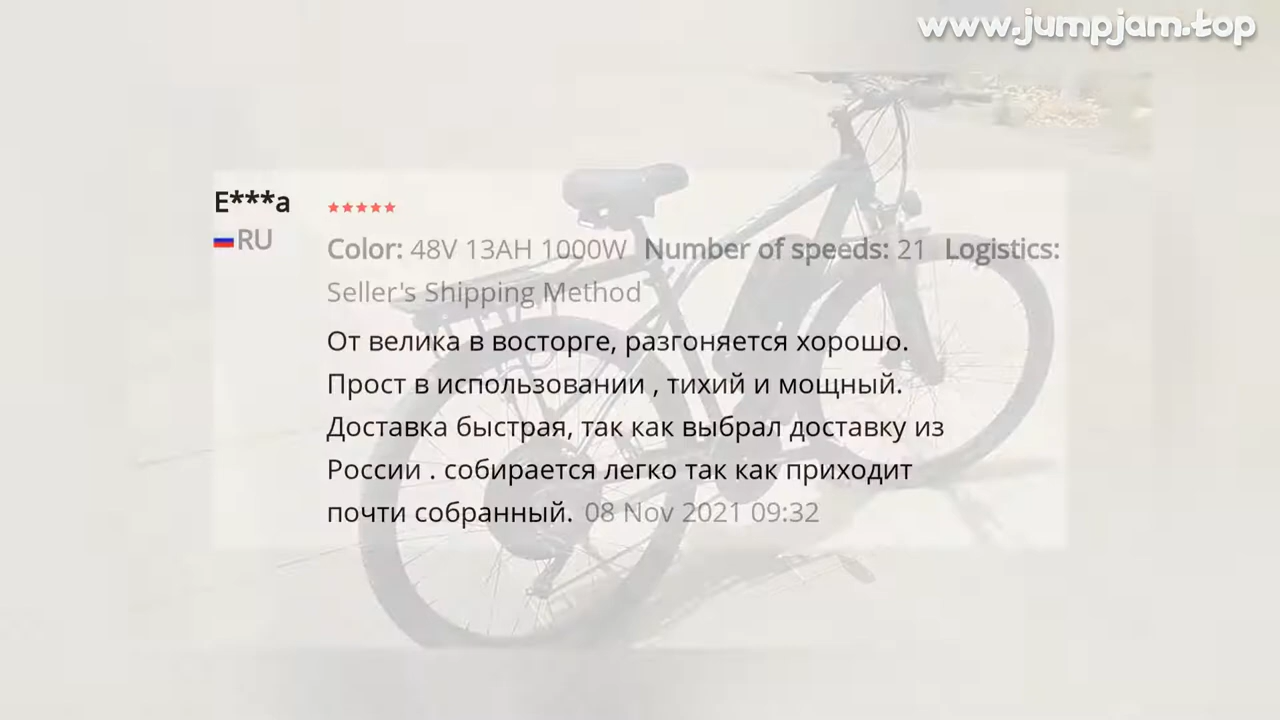 www.jumpjam.top
E***a
RU
Color: 48V 13AH 1000W Number of speeds: 21 Logistics:
Seller's Shipping Method
От велика в восторге, разгоняется хорошо.
Прост в использовании , тихий и мощный.
Доставка быстрая, так как выбрал доставку из
России . собирается легко так как приходит
почти собранный. 08 Nov 2021 09:32